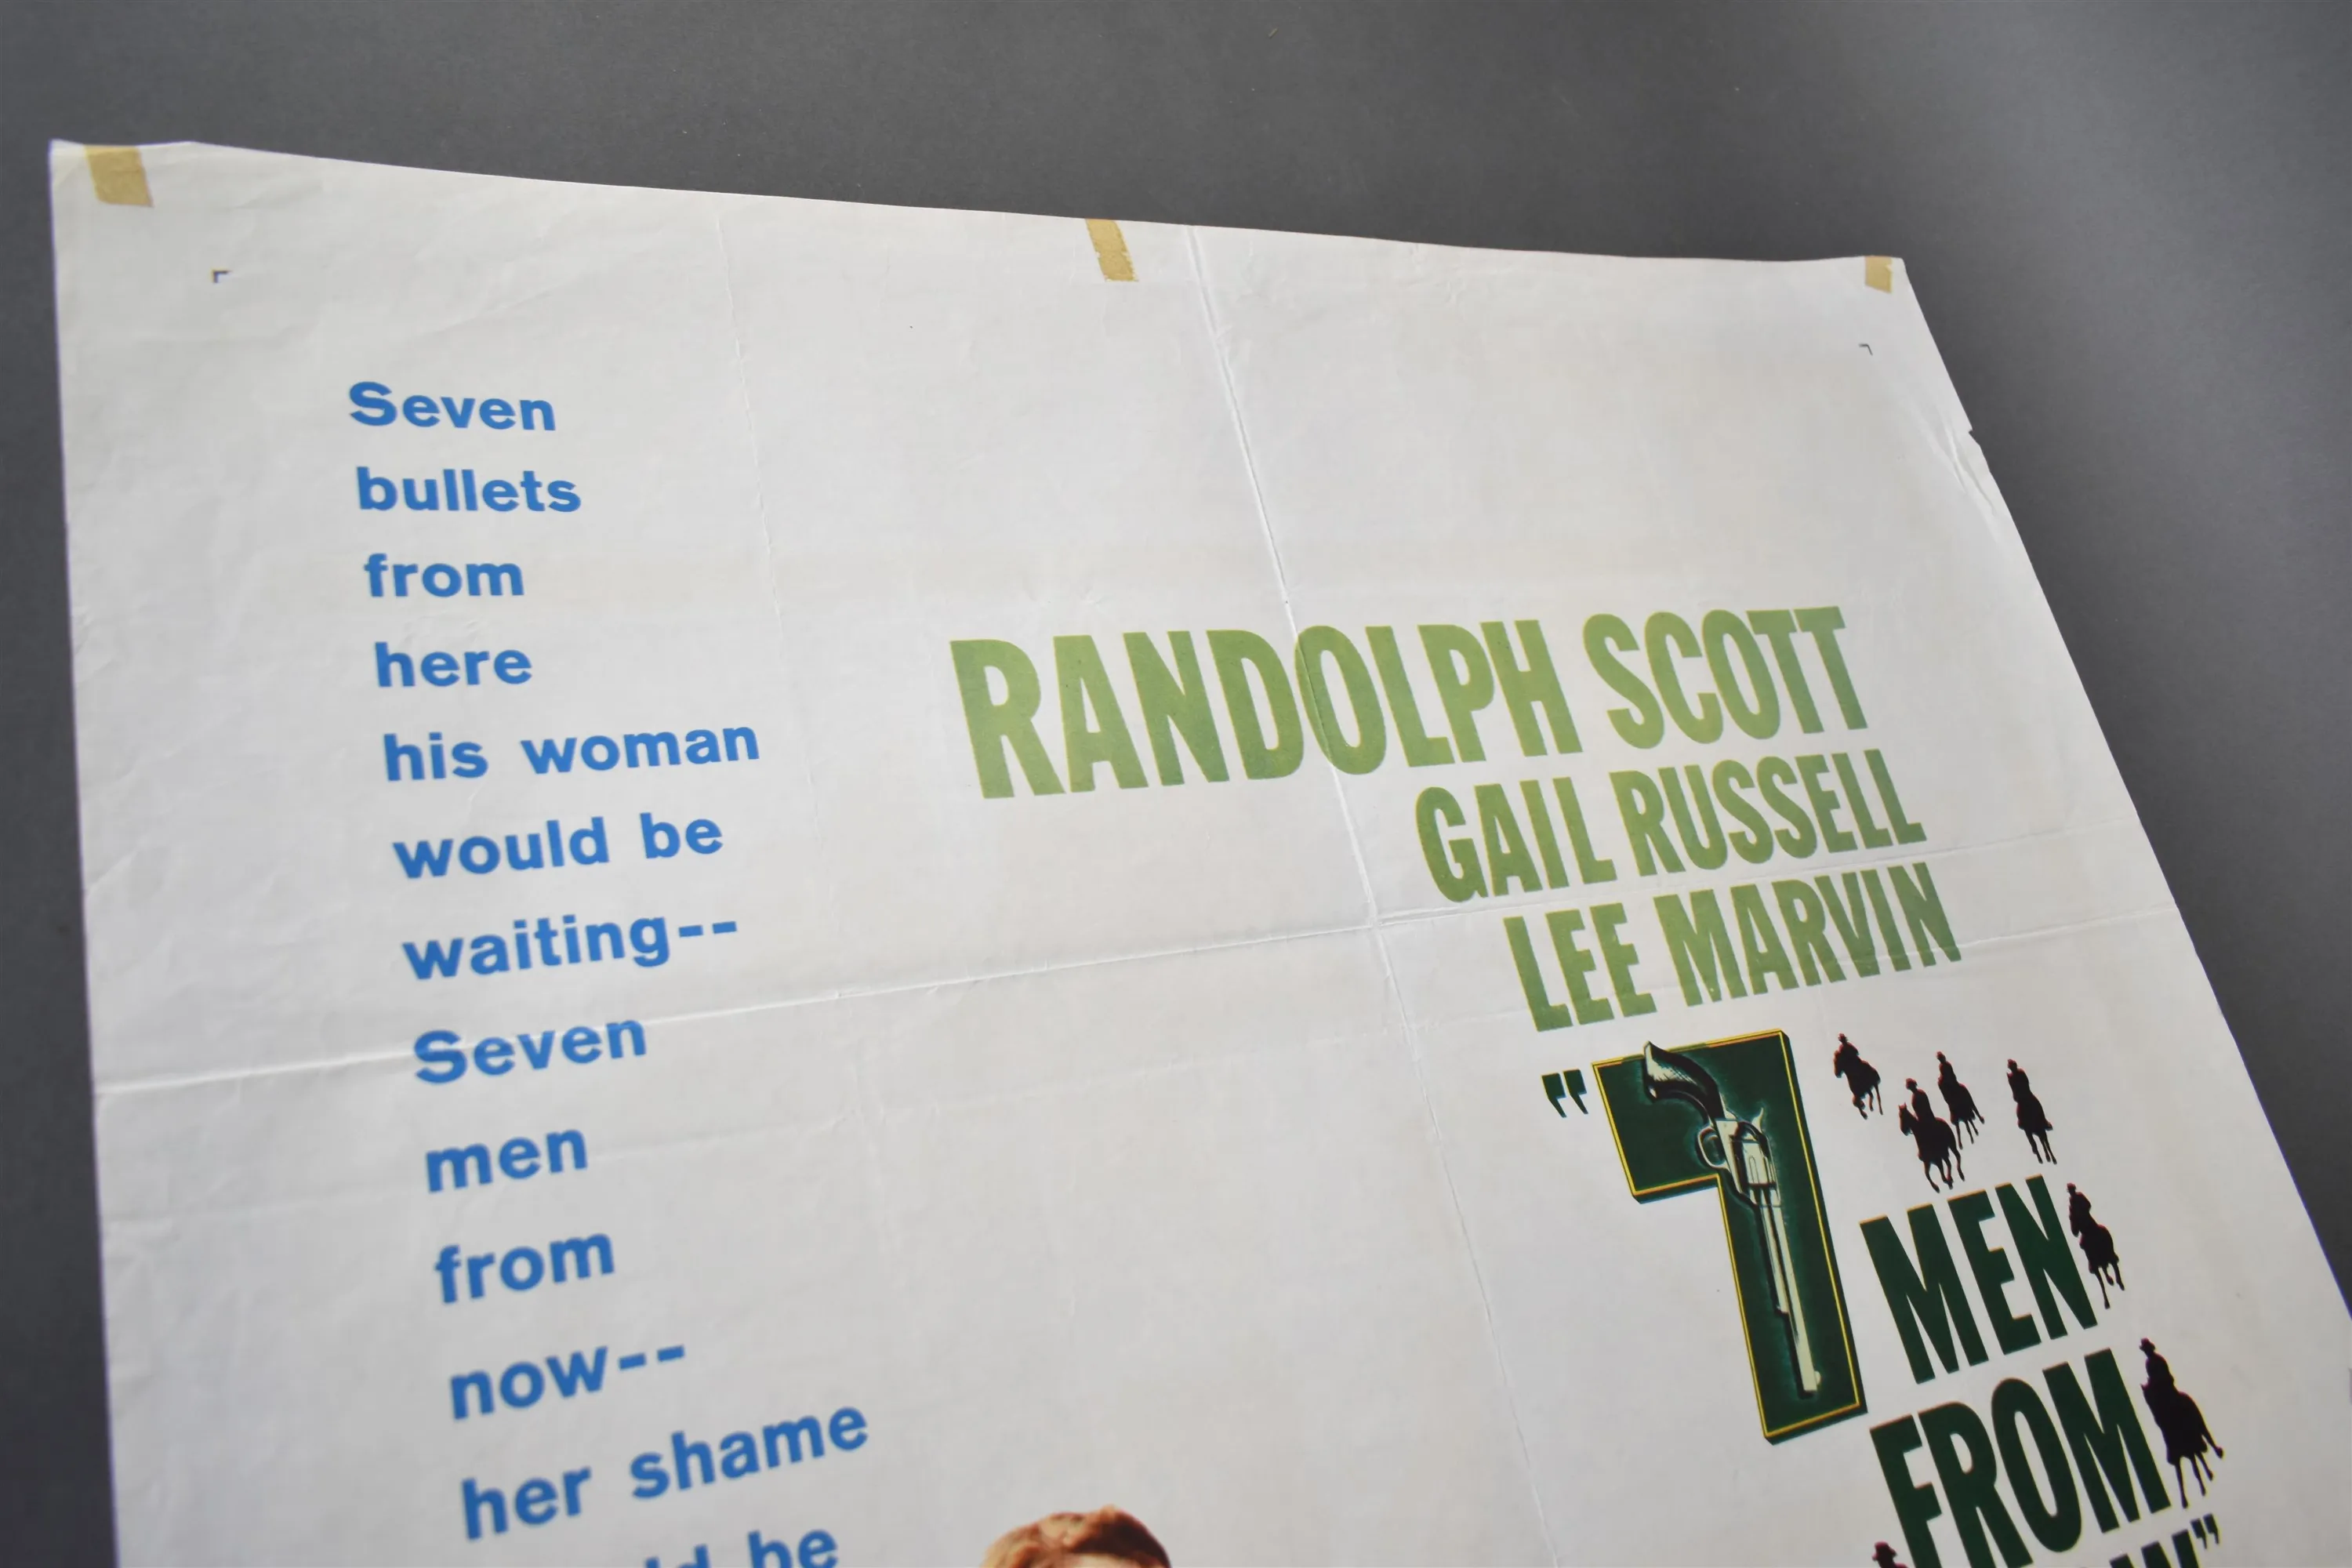 Seven
bullets
from
here
his woman
would be
waiting--
Seven
men
from
now--
her shame
be
RANDOLPH SCOTT
GAIL RUSSELL
LEE MARVIN
"7
MEN
FROM